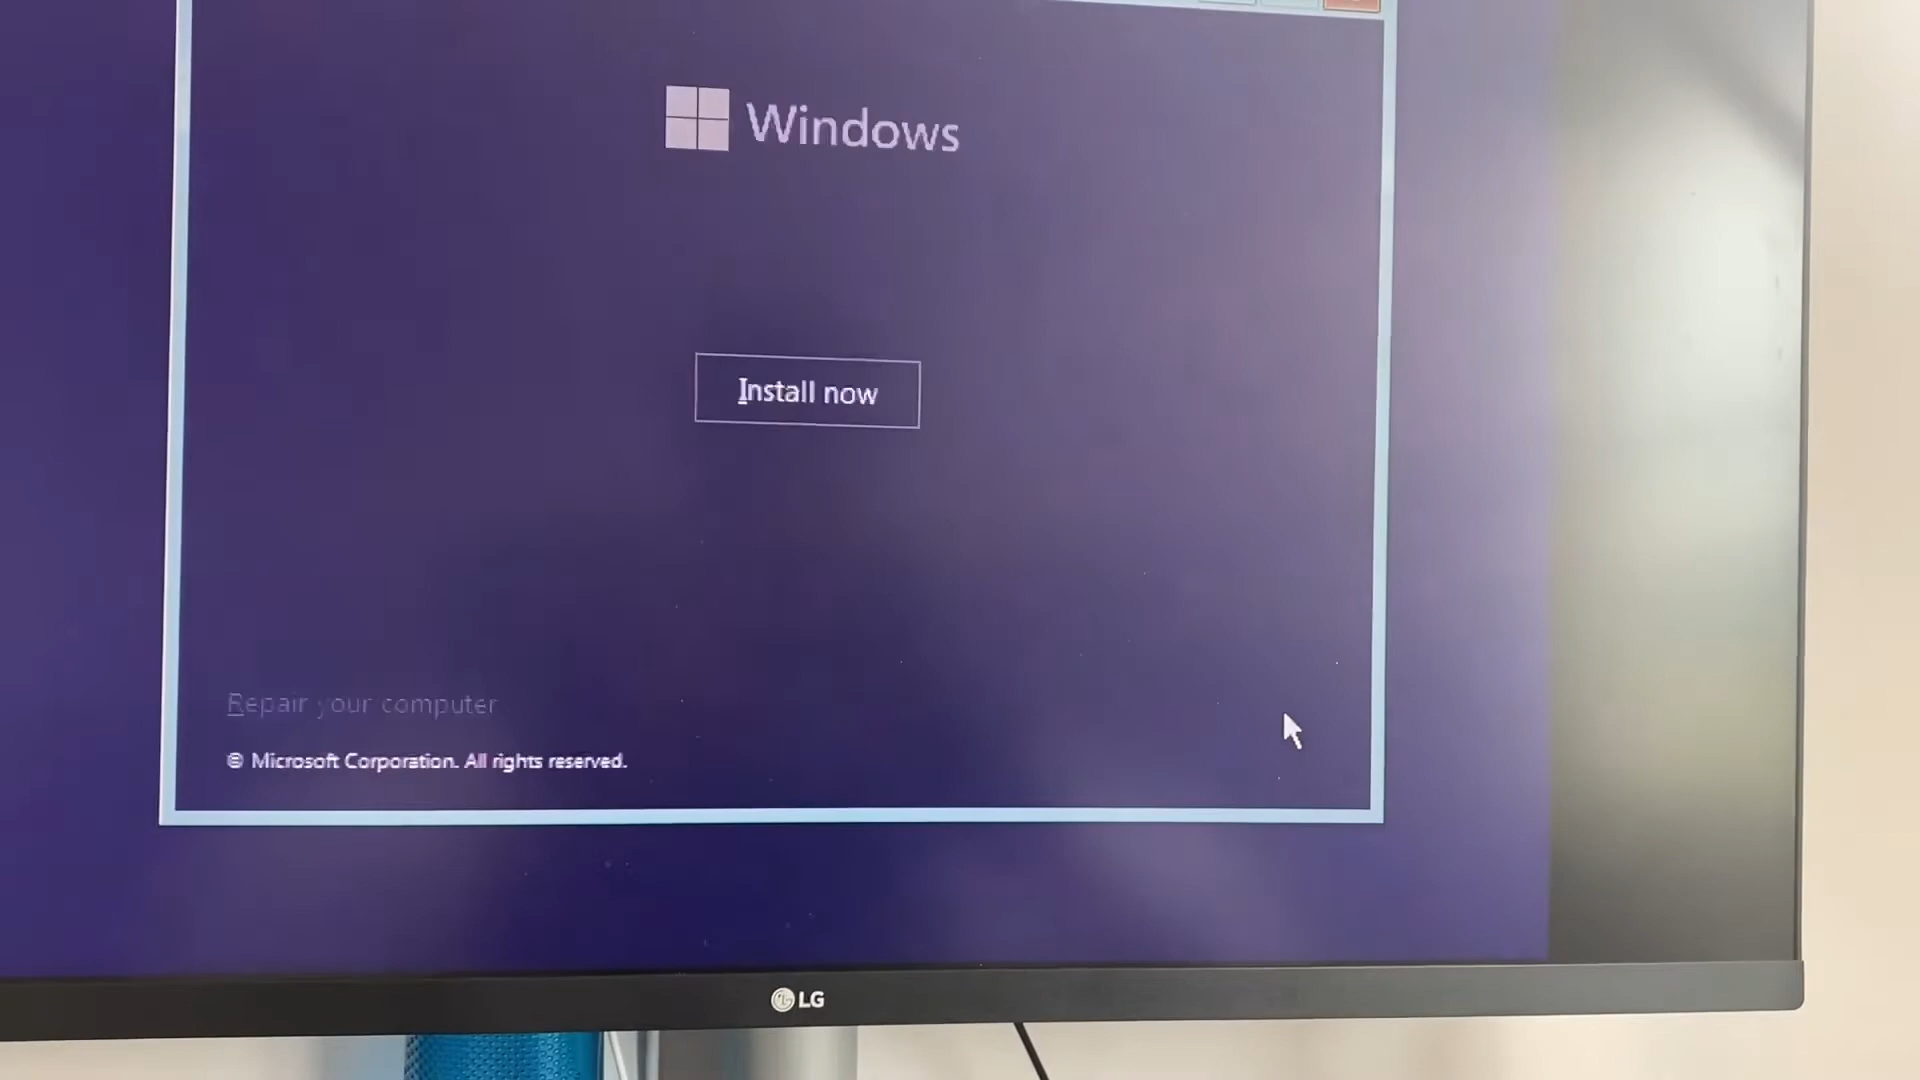 Windows
Install now
Repair your computer
© Microsoft Corporation. All rights reserved.
LG